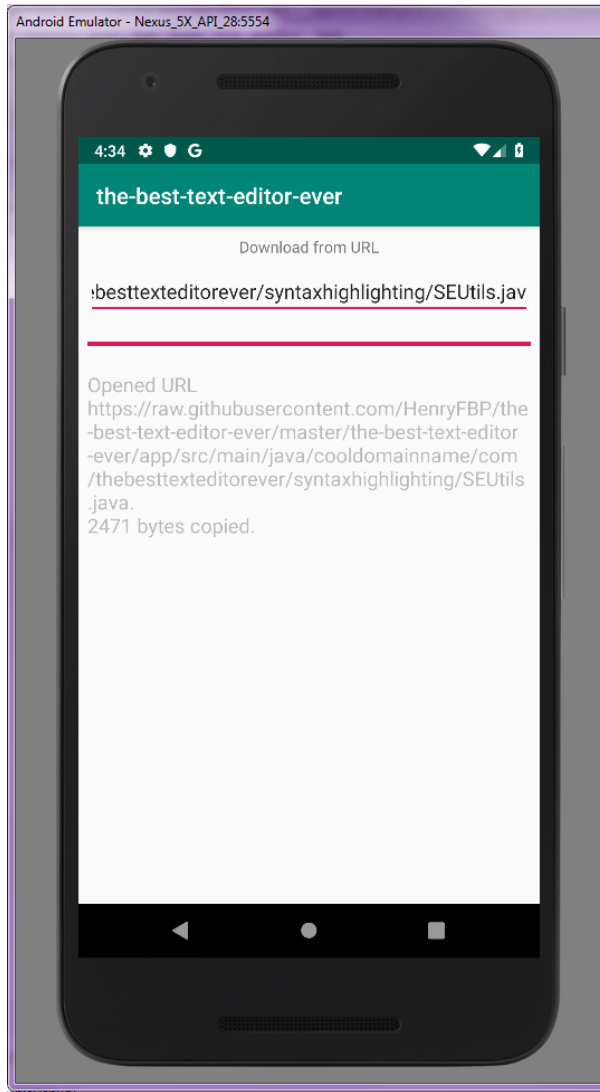 Android Emulator - Nexus_5X_API_28:5554
4:34 G
the-best-text-editor-ever
Download from URL
ebesttexteditorever/syntaxhighlighting/SEUtils.jav
Opened URL
https://raw.githubusercontent.com/HenryFBP/the
-best-text-editor-ever/master/the-best-text-editor
-ever/app/src/main/java/cooldomainname/com
/thebesttexteditorever/syntaxhighlighting/SEUtils
.java.
2471 bytes copied.